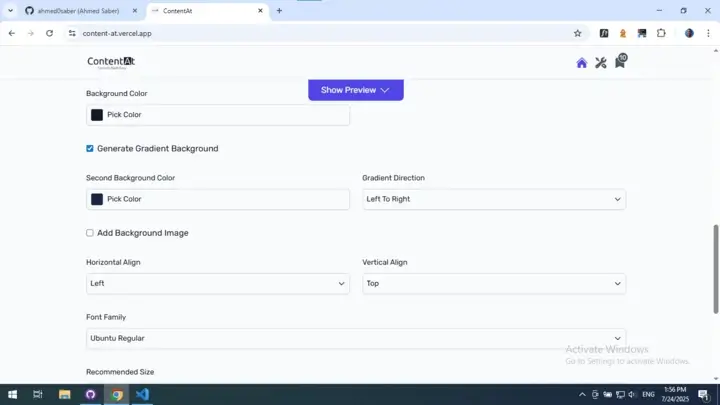 ahmed0saber (Ahmed Saber)
ContentAt
content-at.vercel.app
ContentAt
10
Show Preview
Background Color
Pick Color
Generate Gradient Background
Second Background Color
Gradient Direction
Pick Color
Left To Right
Add Background Image
Horizontal Align
Vertical Align
Left
Top
Font Family
Ubuntu Regular
Activate Windows
Go to Settings to activate Windows.
Recommended Size
ENG
1:56 PM
7/24/2025